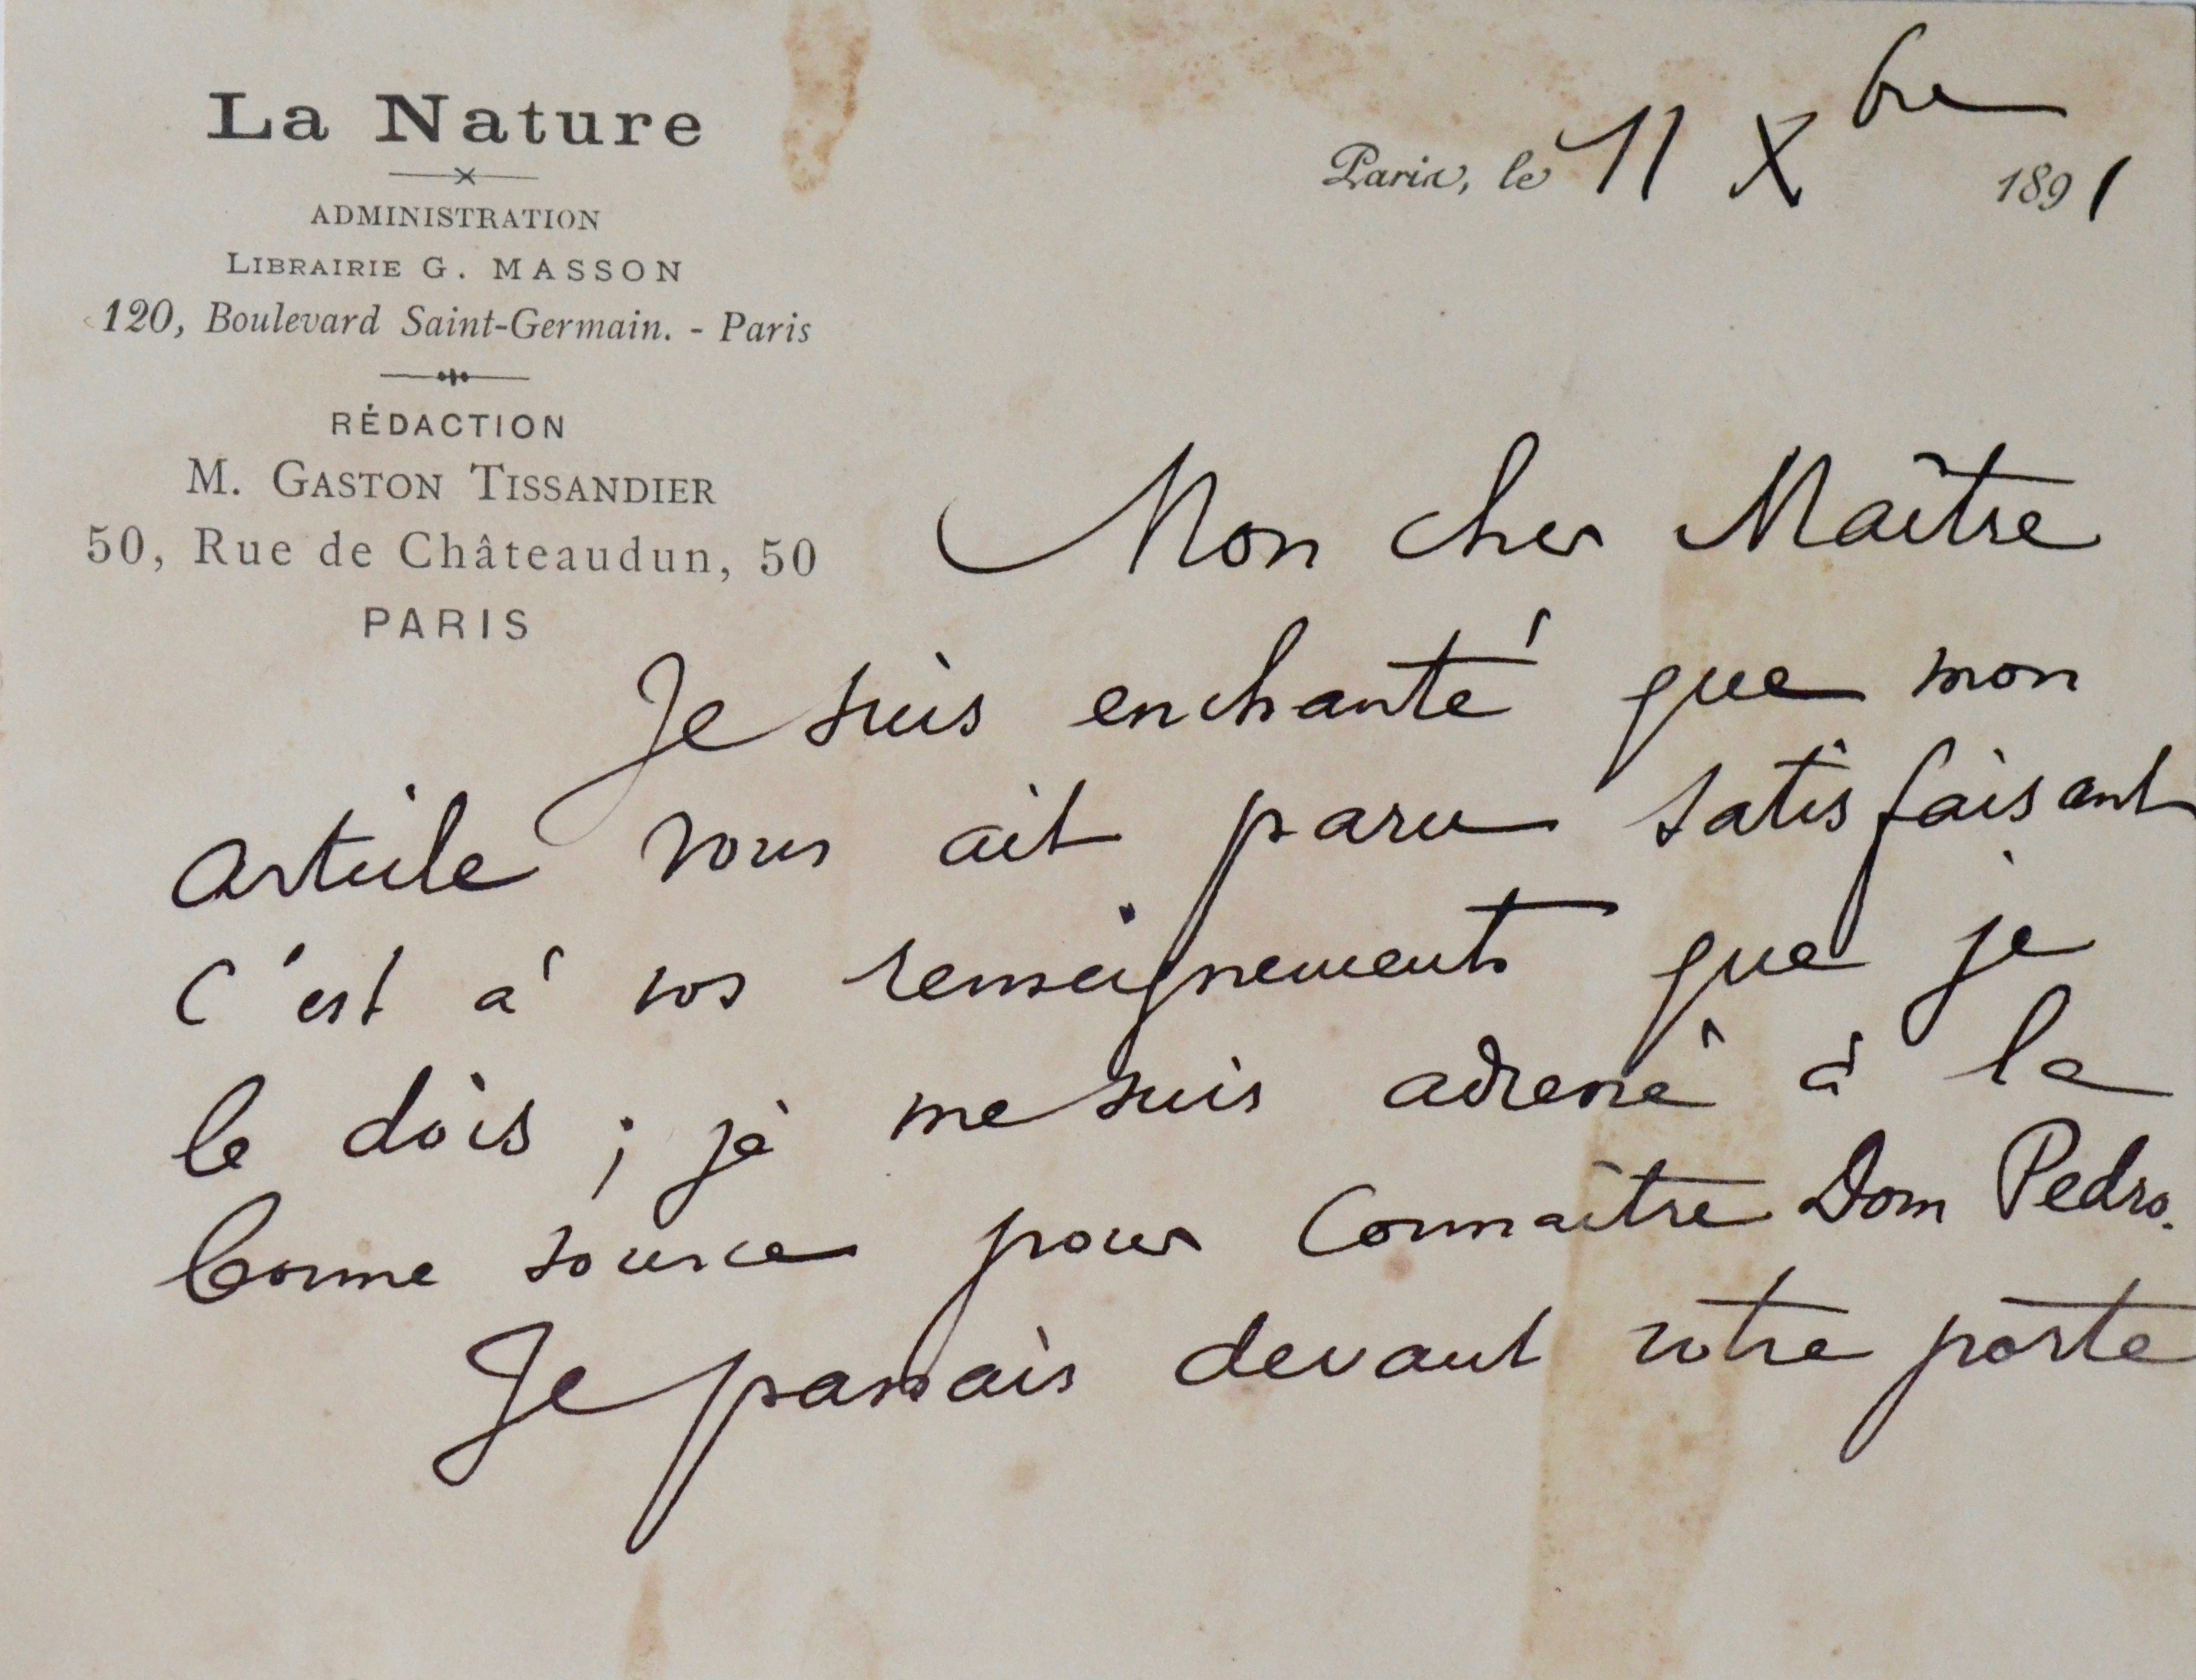 La Nature
ADMINISTRATION
LIBRAIRIE G. MASSON
120, Boulevard Saint-Germain. - Paris
RÉDACTION
M. GASTON TISSANDIER
50, Rue de Châteaudun, 50
PARIS
Paris, le 11 Xbre 1891
Mon cher Maître
Je suis enchanté que mon
article vous ait paru satisfaisant
C'est à vos renseignements que je
le dois ; je me suis adressé à la
bonne source pour connaître Dom Pedro.
Je passais devant votre porte